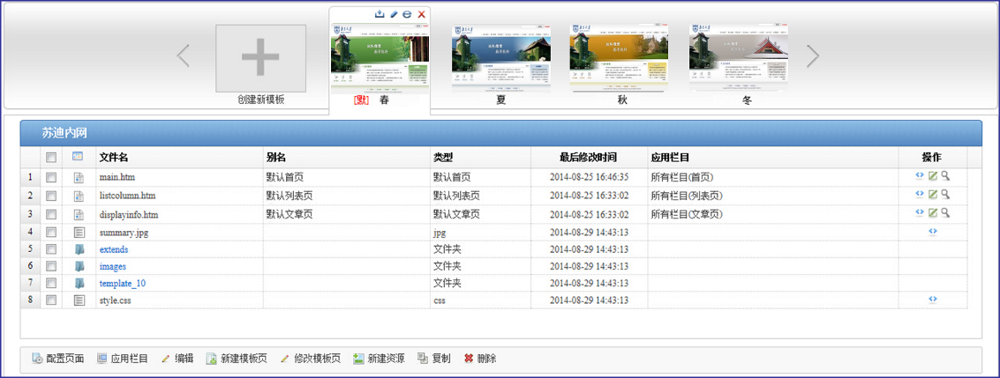 创建新模板
[默] 春
夏
秋
冬
苏迪内网
文件名 别名 类型 最后修改时间 应用栏目 操作
1 main.htm 默认首页 默认首页 2014-08-25 16:46:35 所有栏目(首页)
2 listcolumn.htm 默认列表页 默认列表页 2014-08-25 16:33:02 所有栏目(列表页)
3 displayinfo.htm 默认文章页 默认文章页 2014-08-25 16:33:02 所有栏目(文章页)
4 summary.jpg jpg 2014-08-29 14:43:13
5 extends 文件夹 2014-08-29 14:43:13
6 images 文件夹 2014-08-29 14:43:13
7 template_10 文件夹 2014-08-29 14:43:13
8 style.css css 2014-08-29 14:43:13
配置页面 应用栏目 编辑 新建模板页 修改模板页 新建资源 复制 删除